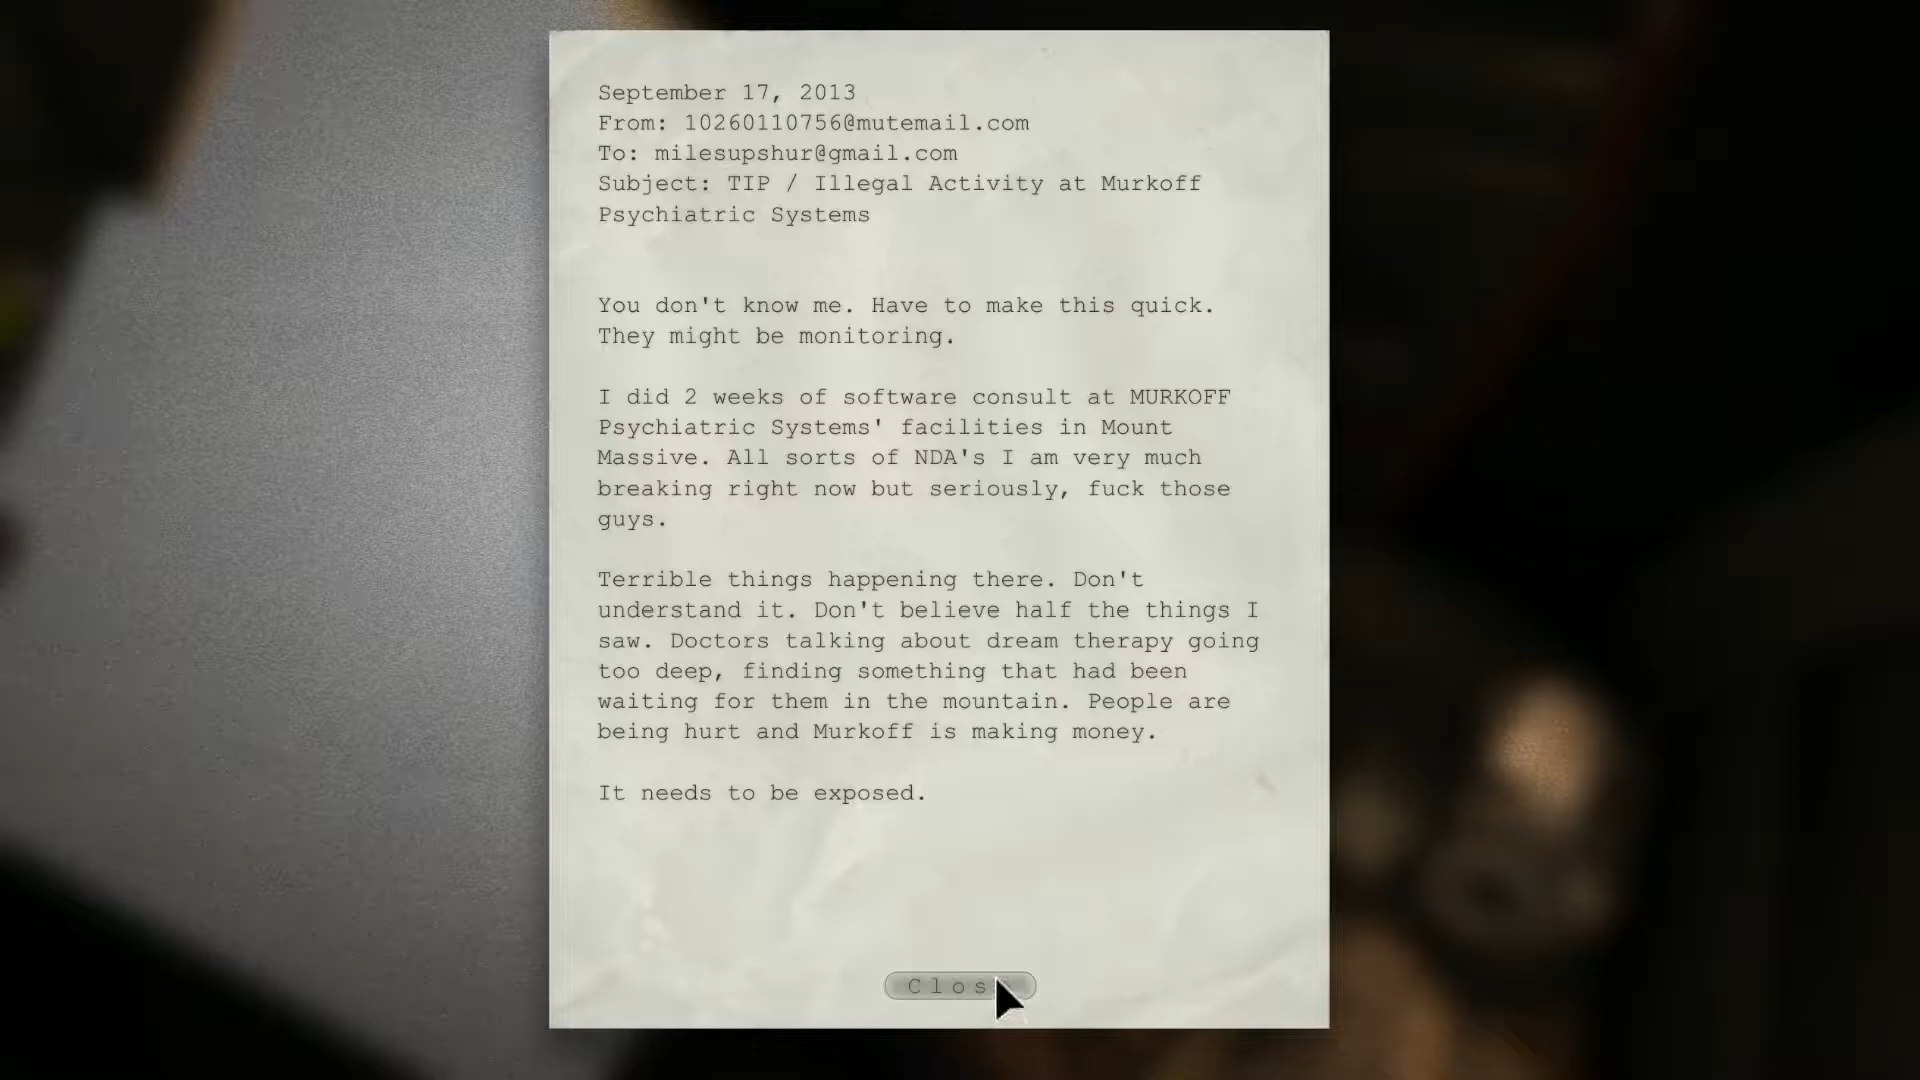 September 17, 2013
From: 10260110756@mutemail.com
To: milesupshur@gmail.com
Subject: TIP / Illegal Activity at Murkoff
Psychiatric Systems
You don't know me. Have to make this quick.
They might be monitoring.
I did 2 weeks of software consult at MURKOFF
Psychiatric Systems' facilities in Mount
Massive. All sorts of NDA's I am very much
breaking right now but seriously, fuck those
guys.
Terrible things happening there. Don't
understand it. Don't believe half the things I
saw. Doctors talking about dream therapy going
too deep, finding something that had been
waiting for them in the mountain. People are
being hurt and Murkoff is making money.
It needs to be exposed.
Close